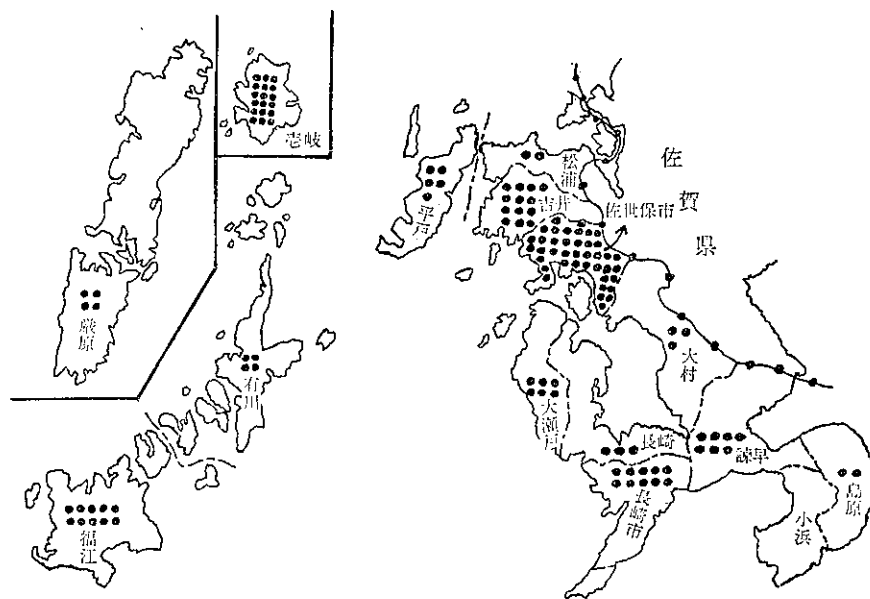 壱岐
厳原
有川
福江
平戸
松浦
吉井
佐世保市
佐賀県
大村
大瀬戸
長崎
諫早
長崎市
島原
小浜